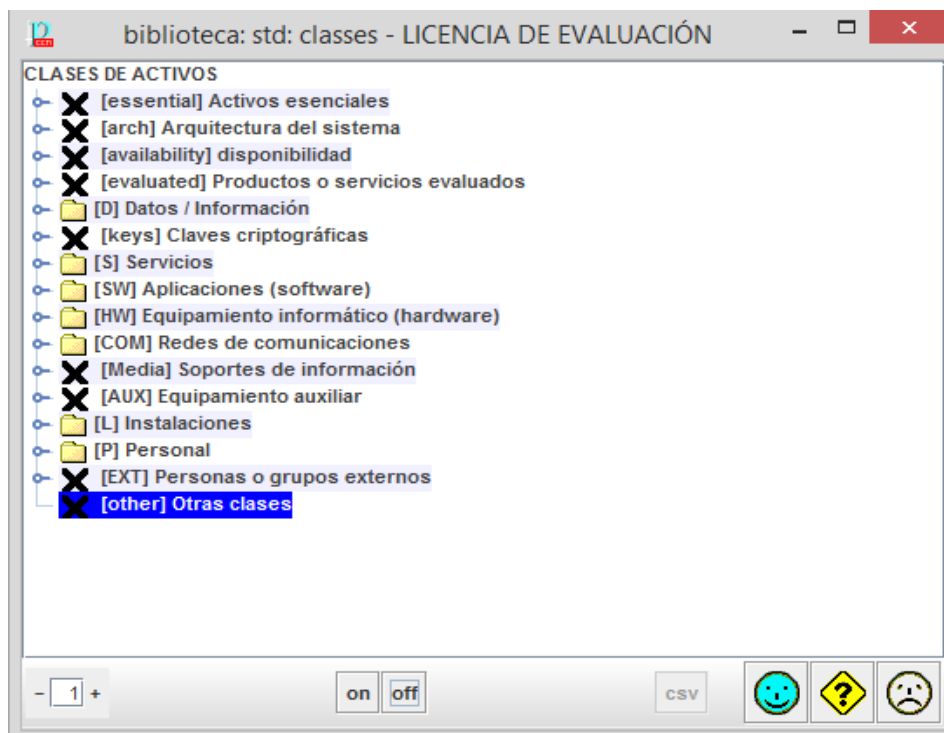 biblioteca: std: classes - LICENCIA DE EVALUACIÓN
CLASES DE ACTIVOS
[essential] Activos esenciales
[arch] Arquitectura del sistema
[availability] disponibilidad
[evaluated] Productos o servicios evaluados
[D] Datos / Información
[keys] Claves criptográficas
[S] Servicios
[SW] Aplicaciones (software)
[HW] Equipamiento informático (hardware)
[COM] Redes de comunicaciones
[Media] Soportes de información
[AUX] Equipamiento auxiliar
[L] Instalaciones
[P] Personal
[EXT] Personas o grupos externos
[other] Otras clases
- 1 + on off csv ?